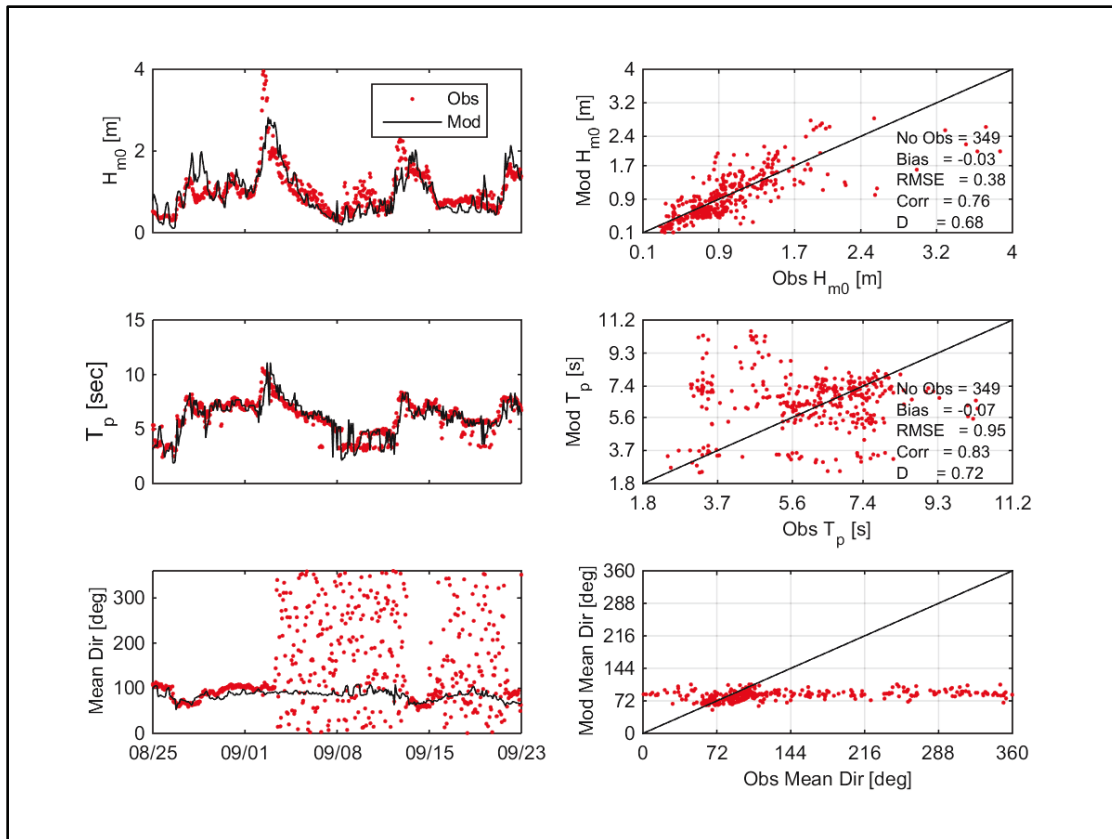 4
2
0
H_m0 [m]
Obs
Mod
4
3.2
2.4
1.7
0.9
0.1
Mod H_m0 [m]
No Obs = 349
Bias = -0.03
RMSE = 0.38
Corr = 0.76
D = 0.68
0.1 0.9 1.7 2.4 3.2 4
Obs H_m0 [m]
15
10
5
0
T_p [sec]
11.2
9.3
7.4
5.6
3.7
1.8
Mod T_p [s]
No Obs = 349
Bias = -0.07
RMSE = 0.95
Corr = 0.83
D = 0.72
1.8 3.7 5.6 7.4 9.3 11.2
Obs T_p [s]
300
200
100
0
Mean Dir [deg]
08/25 09/01 09/08 09/15 09/23
360
288
216
144
72
0
Mod Mean Dir [deg]
0 72 144 216 288 360
Obs Mean Dir [deg]